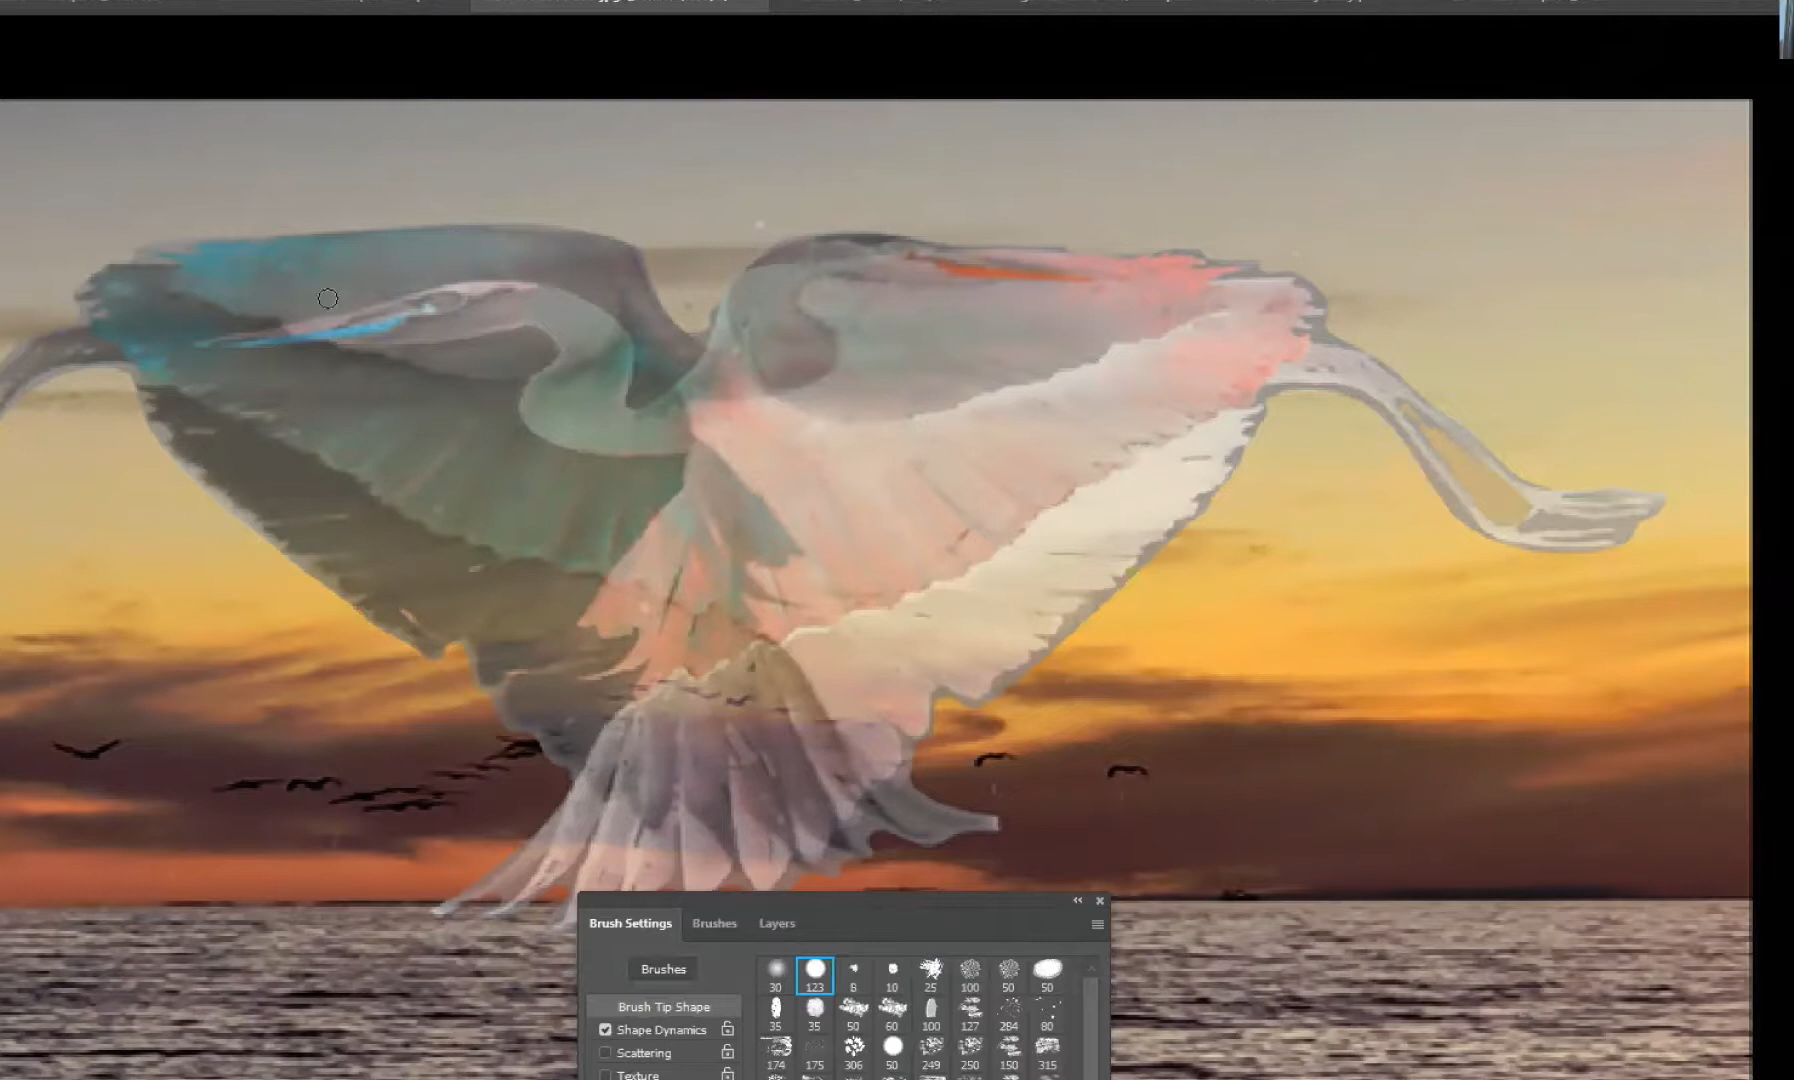 Brush Settings Brushes Layers
Brushes
30 123 8 10 25 100 50 50
Brush Tip Shape
35 35 50 60 100 127 284 80
Shape Dynamics
Scattering
174 175 306 50 249 250 150 315
Texture